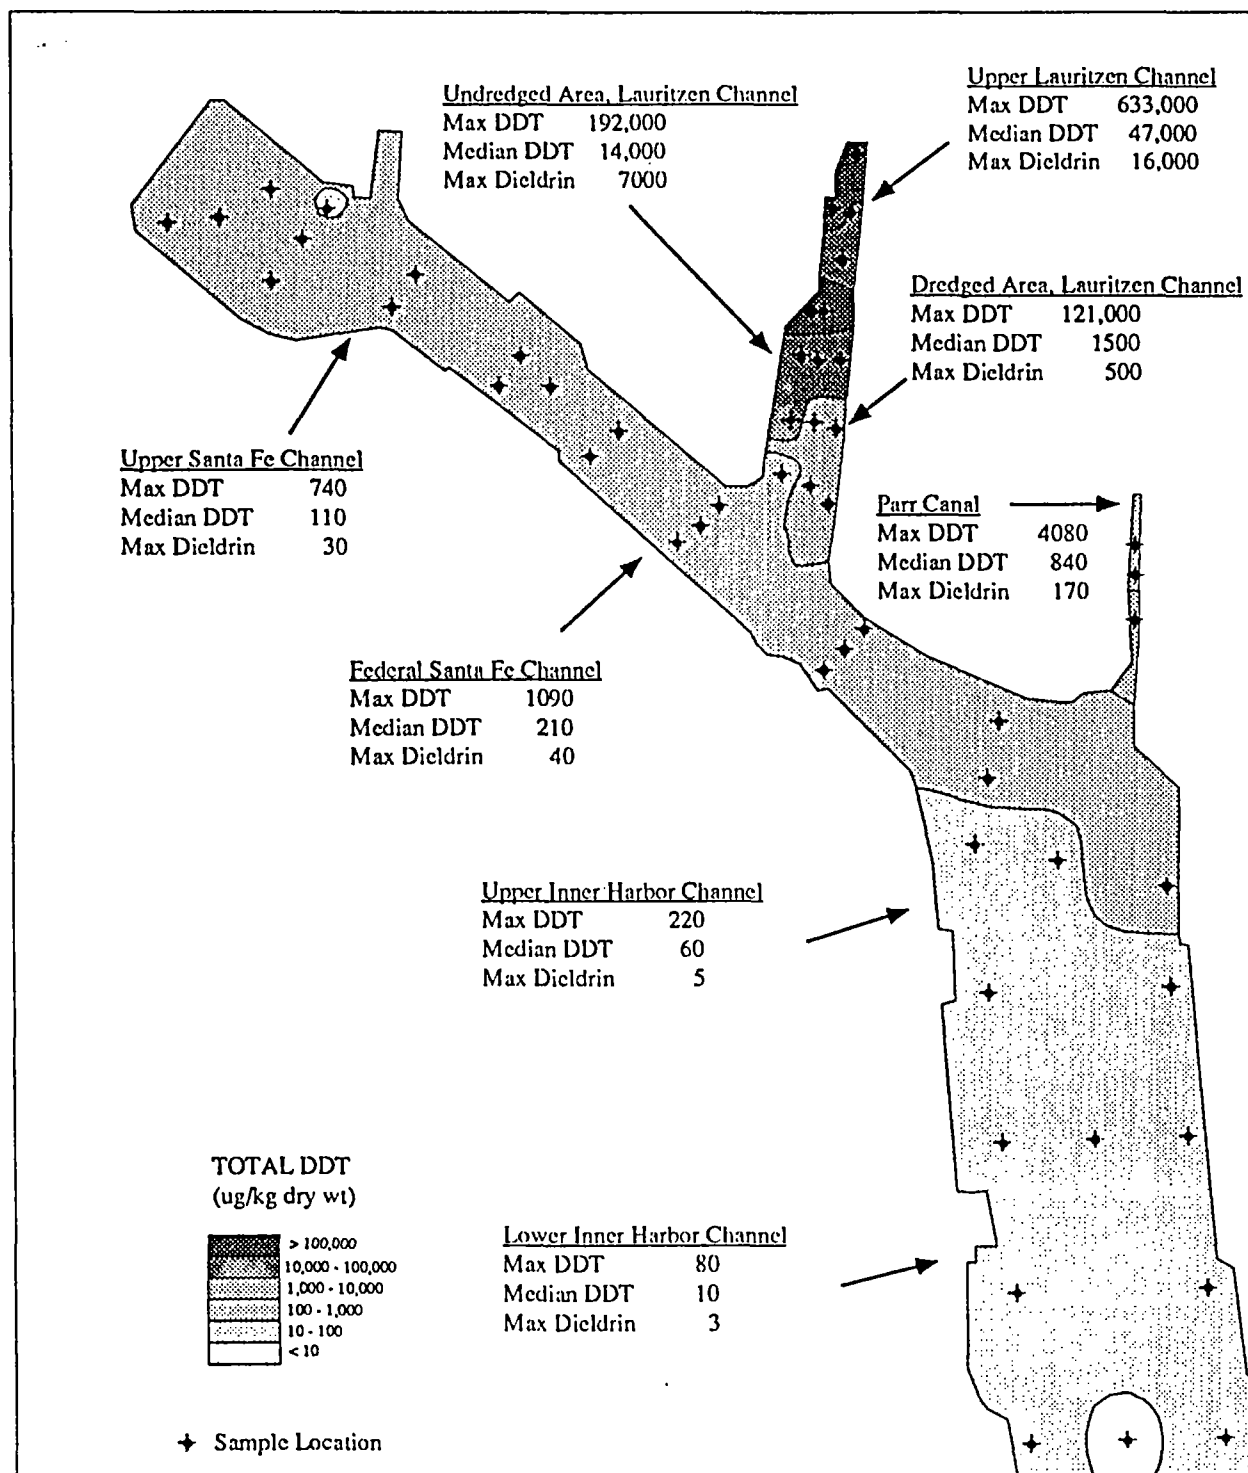 Upper Lauritzen Channel
Max DDT 633,000
Median DDT 47,000
Max Dieldrin 16,000
Undredged Area, Lauritzen Channel
Max DDT 192,000
Median DDT 14,000
Max Dieldrin 7000
Dredged Area, Lauritzen Channel
Max DDT 121,000
Median DDT 1500
Max Dieldrin 500
Upper Santa Fe Channel
Max DDT 740
Median DDT 110
Max Dieldrin 30
Parr Canal
Max DDT 4080
Median DDT 840
Max Dieldrin 170
Federal Santa Fe Channel
Max DDT 1090
Median DDT 210
Max Dieldrin 40
Upper Inner Harbor Channel
Max DDT 220
Median DDT 60
Max Dieldrin 5
Lower Inner Harbor Channel
Max DDT 80
Median DDT 10
Max Dieldrin 3
TOTAL DDT
(ug/kg dry wt)
> 100,000
10,000 - 100,000
1,000 - 10,000
100 - 1,000
10 - 100
< 10
Sample Location